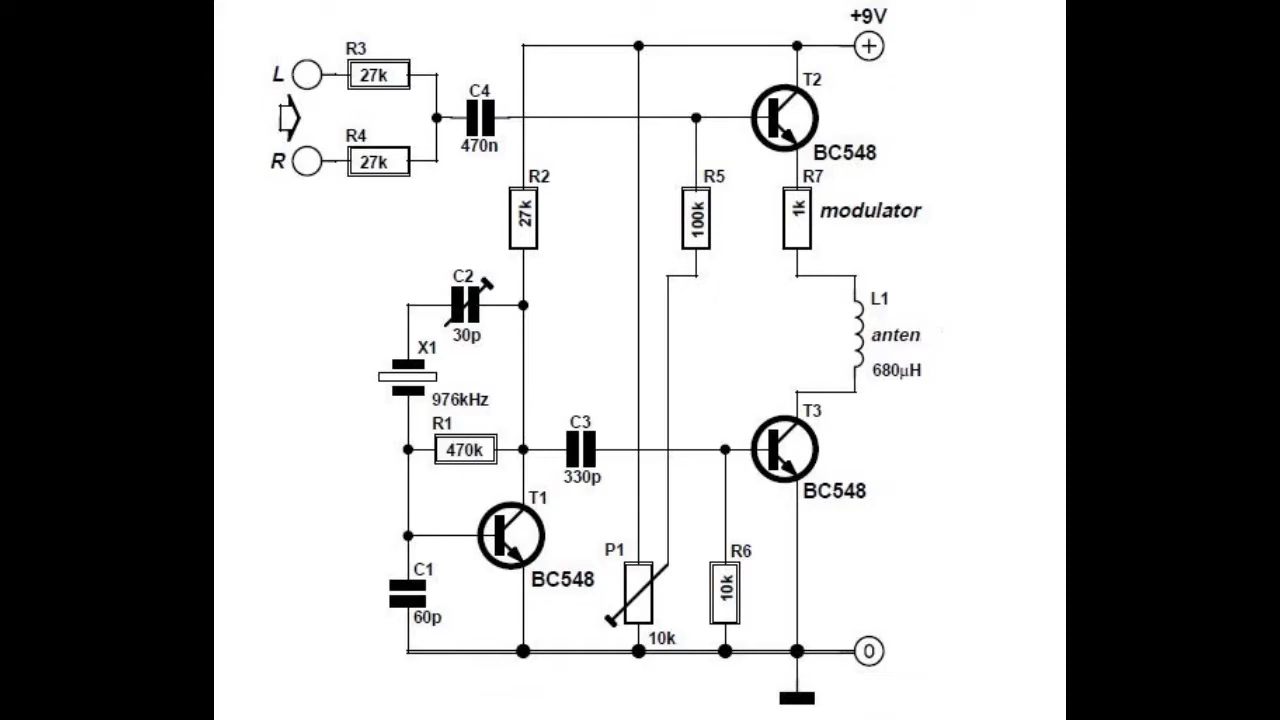 +9V
+
R3
L
27k
T2
C4
R4
470n
R
27k
BC548
R2
R5
R7
27k
100k
1k
modulator
C2
L1
30p
anten
X1
680µH
976kHz
T3
R1
C3
470k
330p
BC548
T1
P1
R6
C1
BC548
10k
60p
10k
0